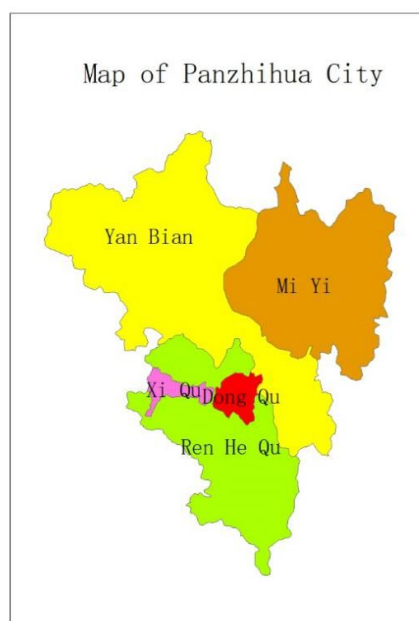 Map of Panzhihua City
Yan Bian
Mi Yi
Xi Qu
Dong Qu
Ren He Qu